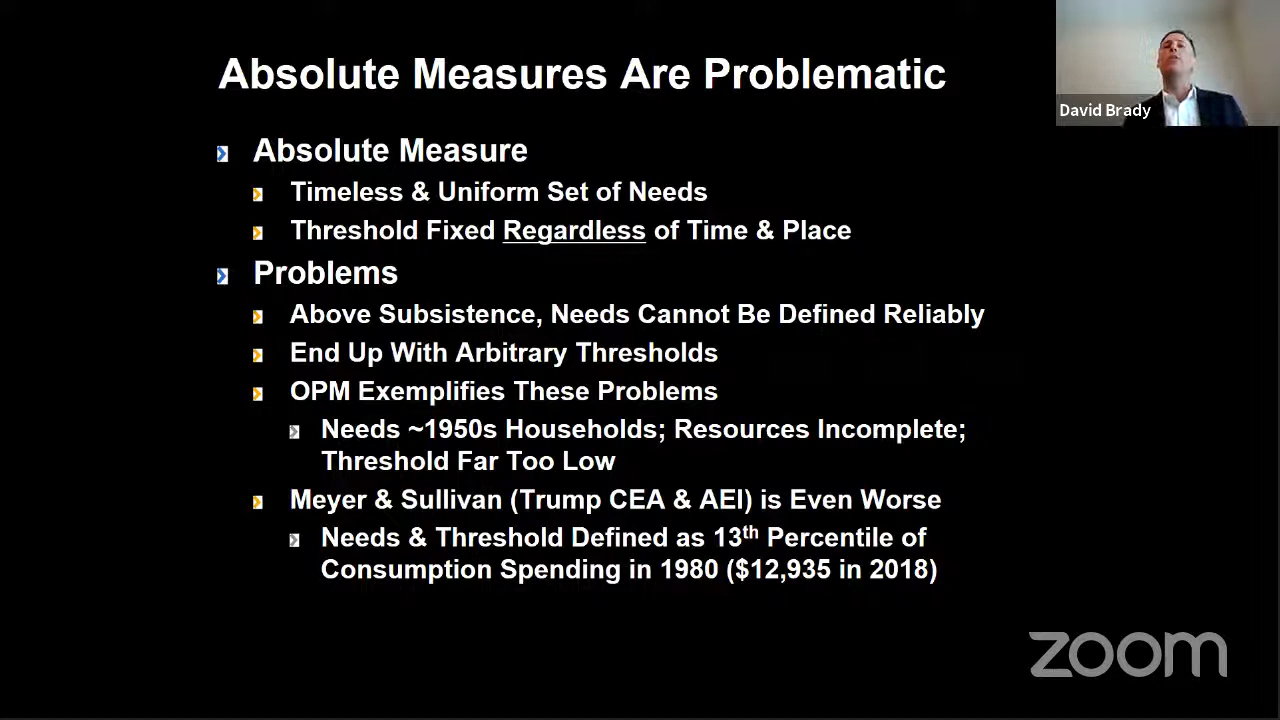 Absolute Measures Are Problematic
David Brady
Absolute Measure
Timeless & Uniform Set of Needs
Threshold Fixed Regardless of Time & Place
Problems
Above Subsistence, Needs Cannot Be Defined Reliably
End Up With Arbitrary Thresholds
OPM Exemplifies These Problems
Needs ~1950s Households; Resources Incomplete;
Threshold Far Too Low
Meyer & Sullivan (Trump CEA & AEI) is Even Worse
Needs & Threshold Defined as 13th Percentile of
Consumption Spending in 1980 ($12,935 in 2018)
zoom